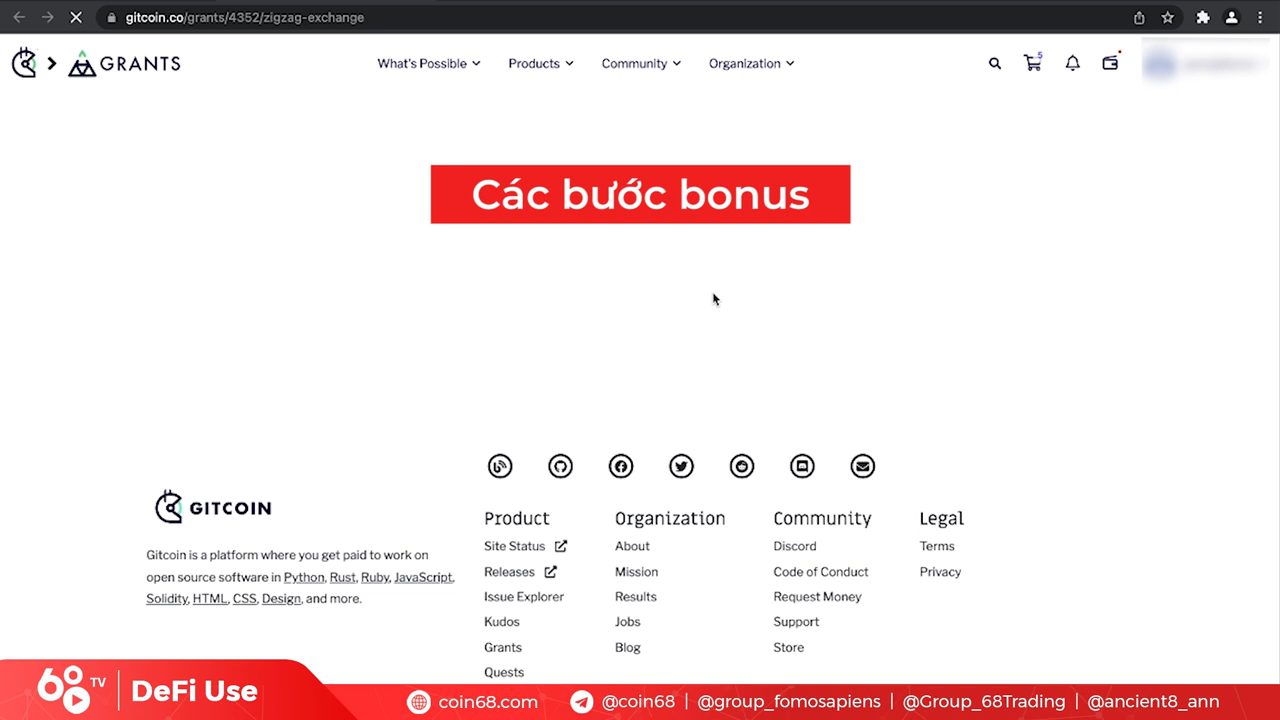 gitcoin.co/grants/4352/zigzag-exchange
GRANTS
What's Possible
Products
Community
Organization
5
Các bước bonus
GITCOIN
Gitcoin is a platform where you get paid to work on
open source software in Python, Rust, Ruby, JavaScript,
Solidity, HTML, CSS, Design, and more.
Product
Site Status
Releases
Issue Explorer
Kudos
Grants
Quests
Organization
About
Mission
Results
Jobs
Blog
Community
Discord
Code of Conduct
Request Money
Support
Store
Legal
Terms
Privacy
68 TV
DeFi Use
coin68.com
@coin68 | @group_fomosapiens | @Group_68Trading | @ancient8_ann